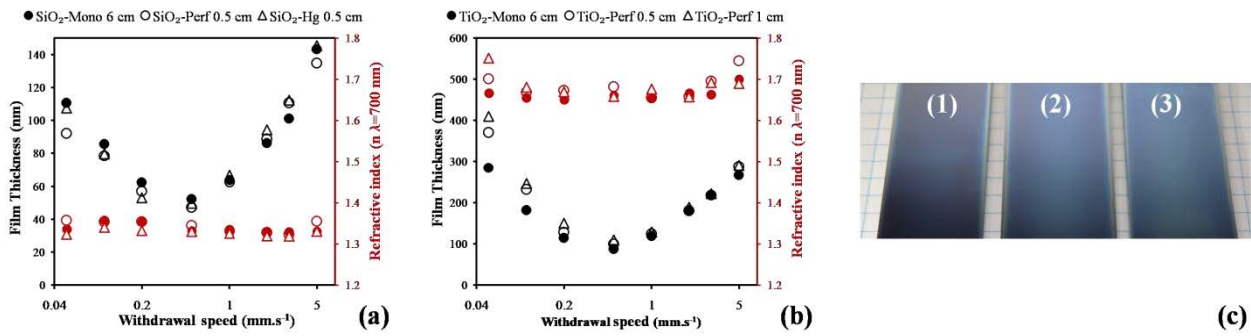 ● SiO₂-Mono 6 cm ○ SiO₂-Perf 0.5 cm △ SiO₂-Hg 0.5 cm
Film Thickness (nm)
140
120
100
80
60
40
20
0
1.8
1.7
1.6
1.5
1.4
1.3
1.2
Refractive index (n λ=700 nm)
0.04 0.2 1 5
Withdrawal speed (mm.s⁻¹)
(a)
● TiO₂-Mono 6 cm ○ TiO₂-Perf 0.5 cm △ TiO₂-Perf 1 cm
Film Thickness (nm)
600
500
400
300
200
100
0
1.8
1.7
1.6
1.5
1.4
1.3
1.2
Refractive index (n λ=700 nm)
0.04 0.2 1 5
Withdrawal speed (mm.s⁻¹)
(b)
(1) (2) (3)
(c)